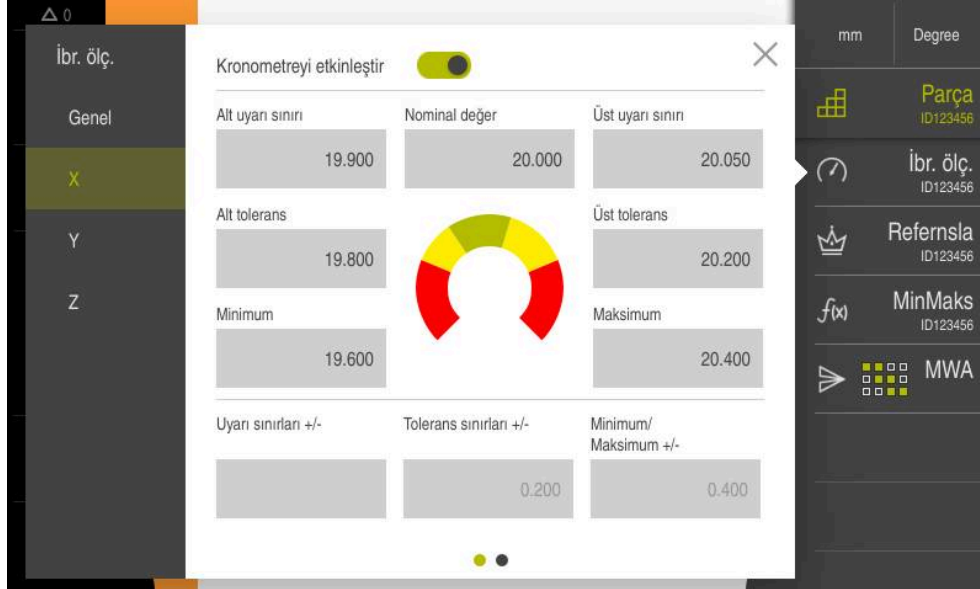 Δ 0
İbr. ölç.
Genel
X
Y
Z
Kronometreyi etkinleştir
Alt uyarı sınırı
Nominal değer
Üst uyarı sınırı
19.900
20.000
20.050
Alt tolerans
Üst tolerans
19.800
20.200
Minimum
Maksimum
19.600
20.400
Uyarı sınırları +/-
Tolerans sınırları +/-
Minimum/
Maksimum +/-
0.200
0.400
mm
Degree
Parça
ID123456
İbr. ölç.
ID123456
Refernsla
ID123456
f(x)
MinMaks
ID123456
MWA